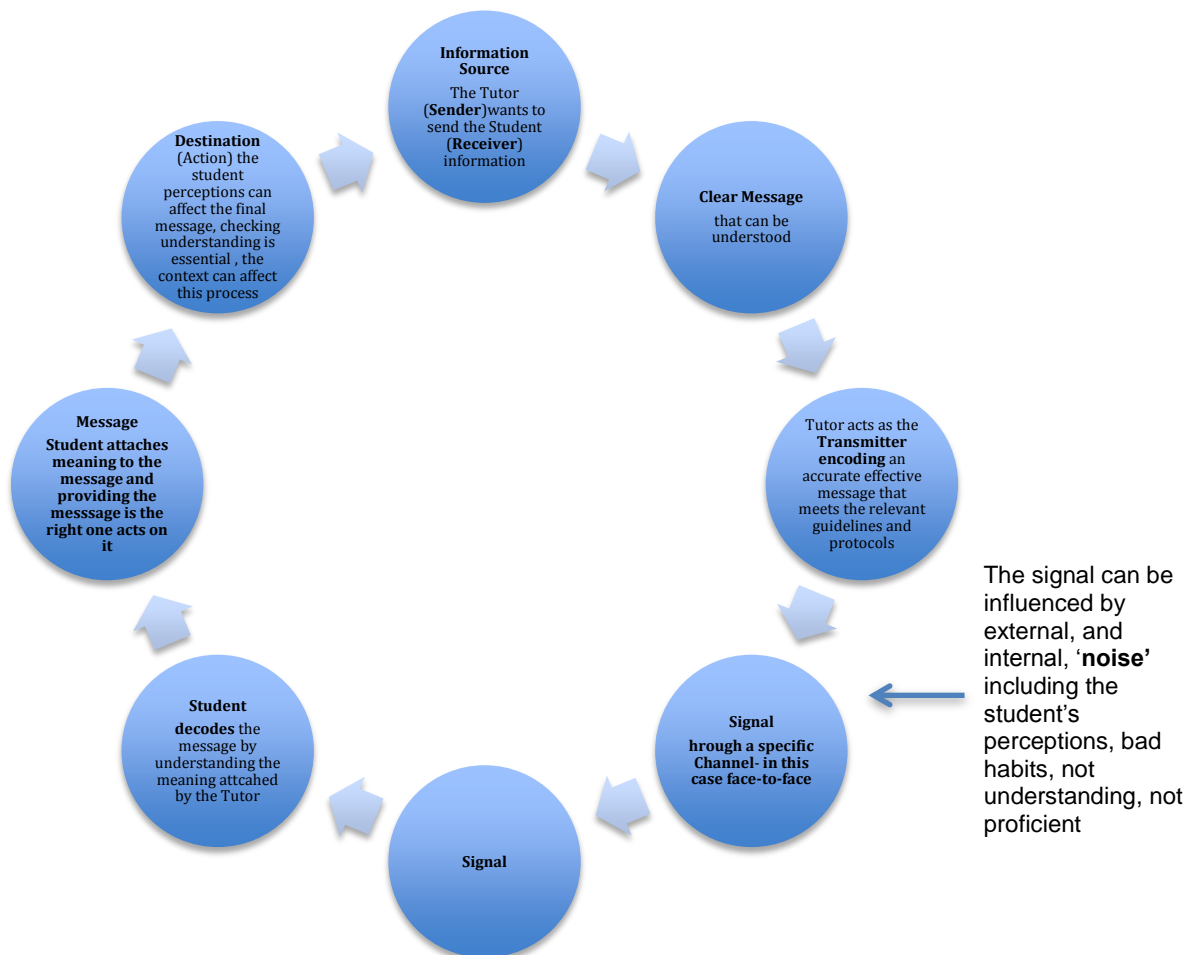 Information
Source
The Tutor
(Sender)wants to
send the Student
(Receiver)
information
Clear Message
that can be
understood
Tutor acts as the
Transmitter
encoding an
accurate effective
message that
meets the relevant
guidelines and
protocols
The signal can be
influenced by
external, and
internal, ‘noise’
including the
student’s
perceptions, bad
habits, not
understanding, not
proficient
Signal
hrough a specific
Channel- in this
case face-to-face
Signal
Student
decodes the
message by
understanding the
meaning attcahed
by the Tutor
Message
Student attaches
meaning to the
message and
providing the
messsage is the
right one acts on
it
Destination
(Action) the
student
perceptions can
affect the final
message, checking
understanding is
essential , the
context can affect
this process